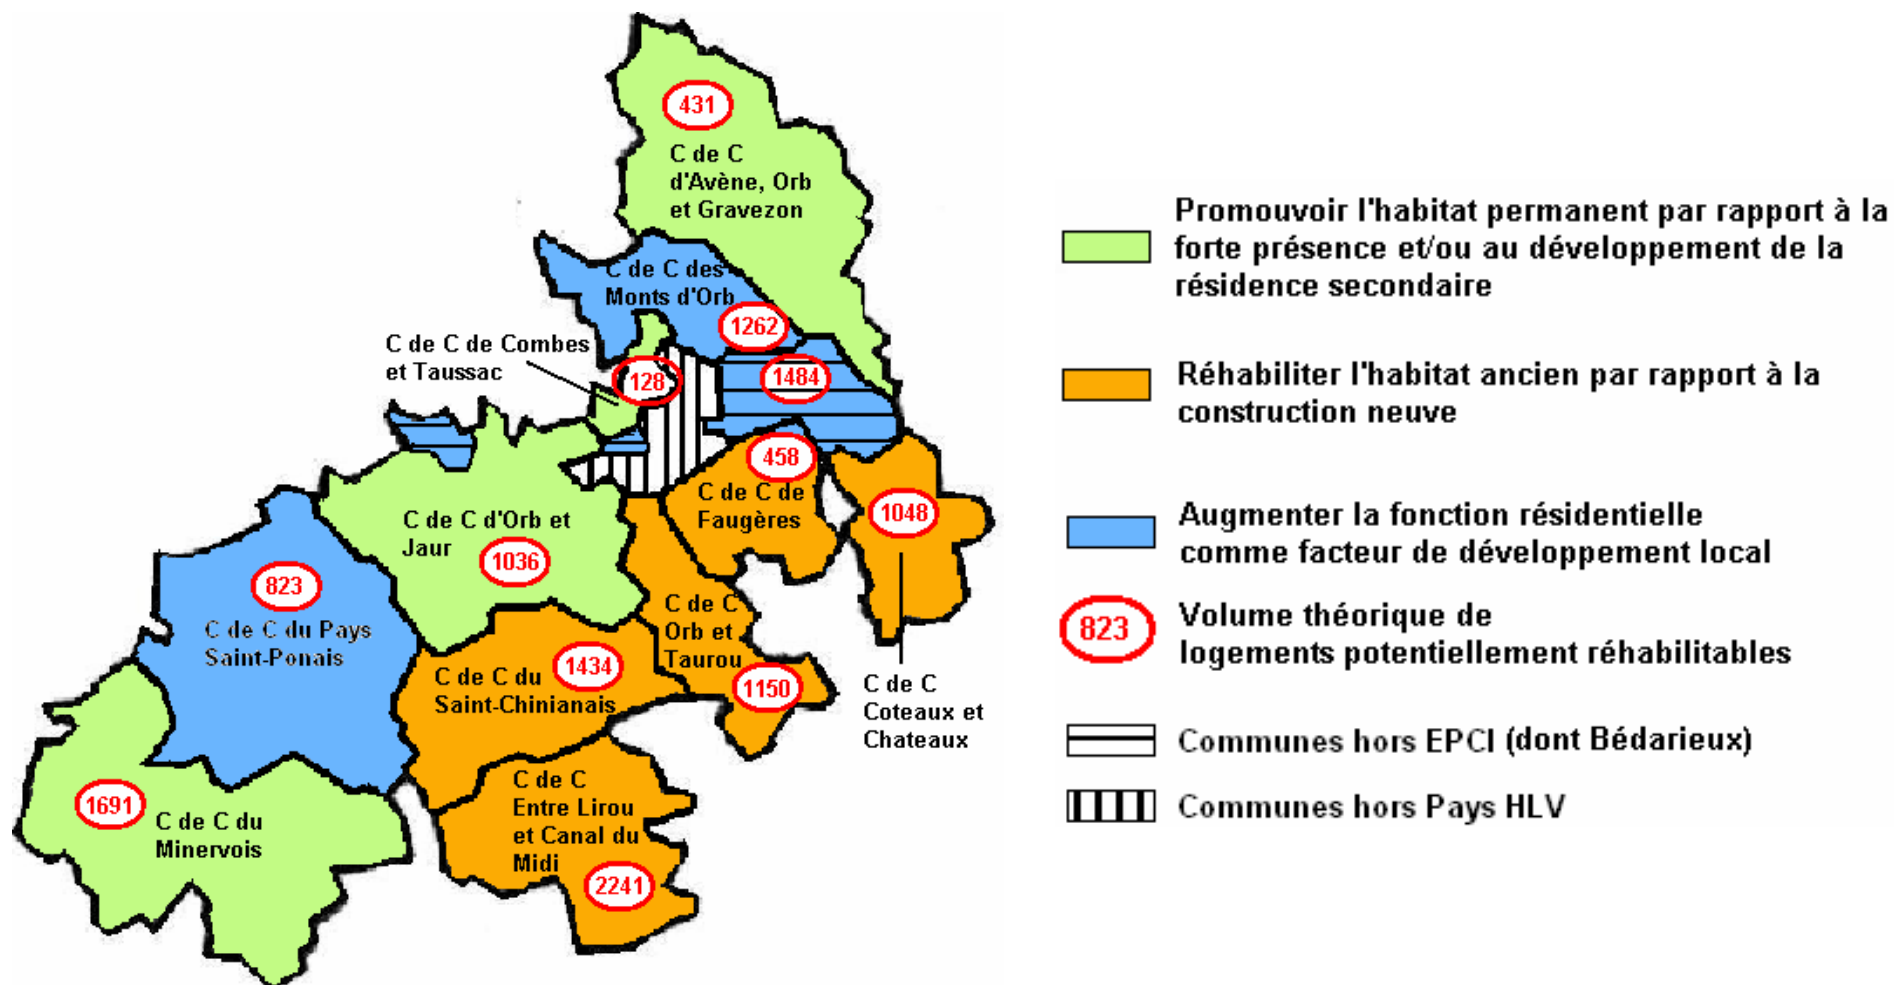 431
C de C
d'Avène, Orb
et Gravezon
C de C des
Monts d'Orb
1262
C de C de Combes
et Taussac
128
1484
458
C de C de
Faugères
1048
C de C d'Orb et
Jaur
1036
823
C de C du Pays
Saint-Ponais
C de C
Orb et
Taurou
1150
C de C du
Saint-Chinianais
1434
C de C
Coteaux et
Chateaux
1691
C de C du
Minervois
C de C
Entre Lirou
et Canal du
Midi
2241
Promouvoir l'habitat permanent par rapport à la
forte présence et/ou au développement de la
résidence secondaire
Réhabiliter l'habitat ancien par rapport à la
construction neuve
Augmenter la fonction résidentielle
comme facteur de développement local
823
Volume théorique de
logements potentiellement réhabilitables
Communes hors EPCI (dont Bédarieux)
Communes hors Pays HLV